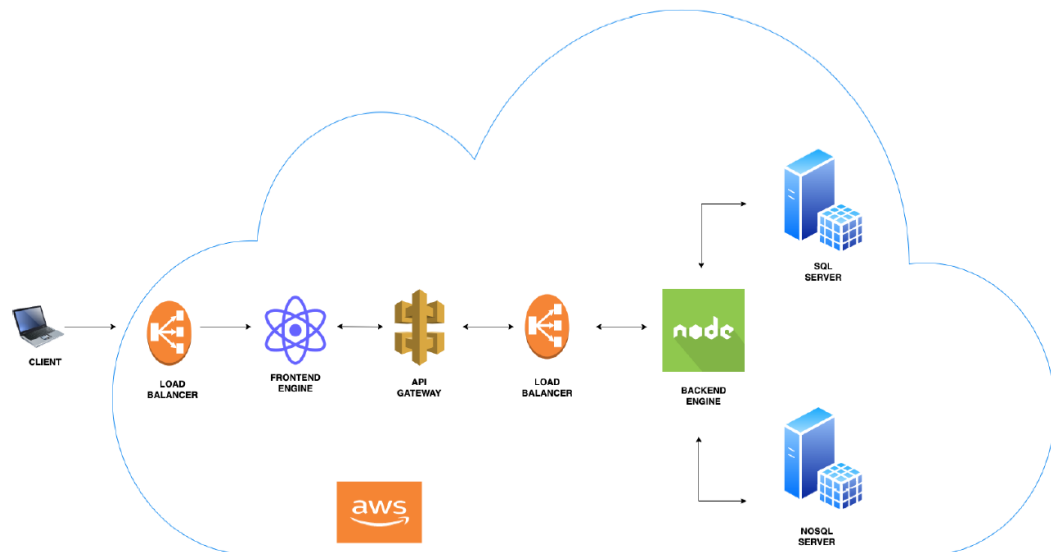 SQL
SERVER
node
CLIENT
LOAD
BALANCER
FRONTEND
ENGINE
API
GATEWAY
LOAD
BALANCER
BACKEND
ENGINE
aws
NOSQL
SERVER